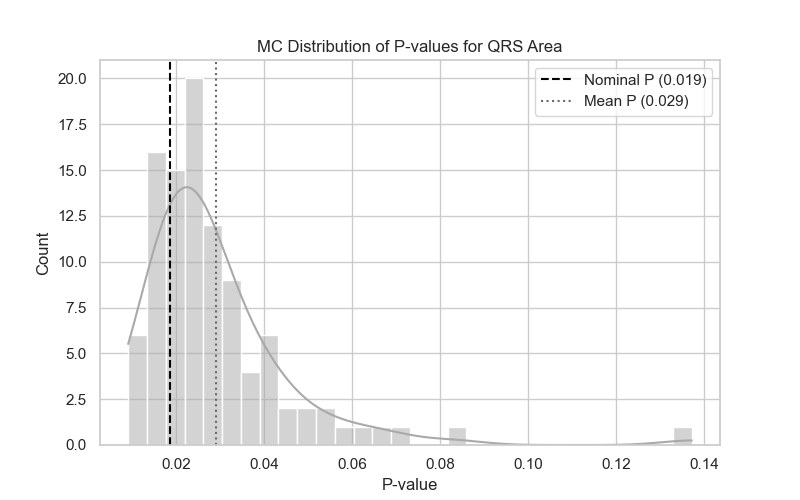 MC Distribution of P-values for QRS Area
Nominal P (0.019)
Mean P (0.029)
20.0
17.5
15.0
12.5
10.0
7.5
5.0
2.5
0.0
Count
0.02 0.04 0.06 0.08 0.10 0.12 0.14
P-value